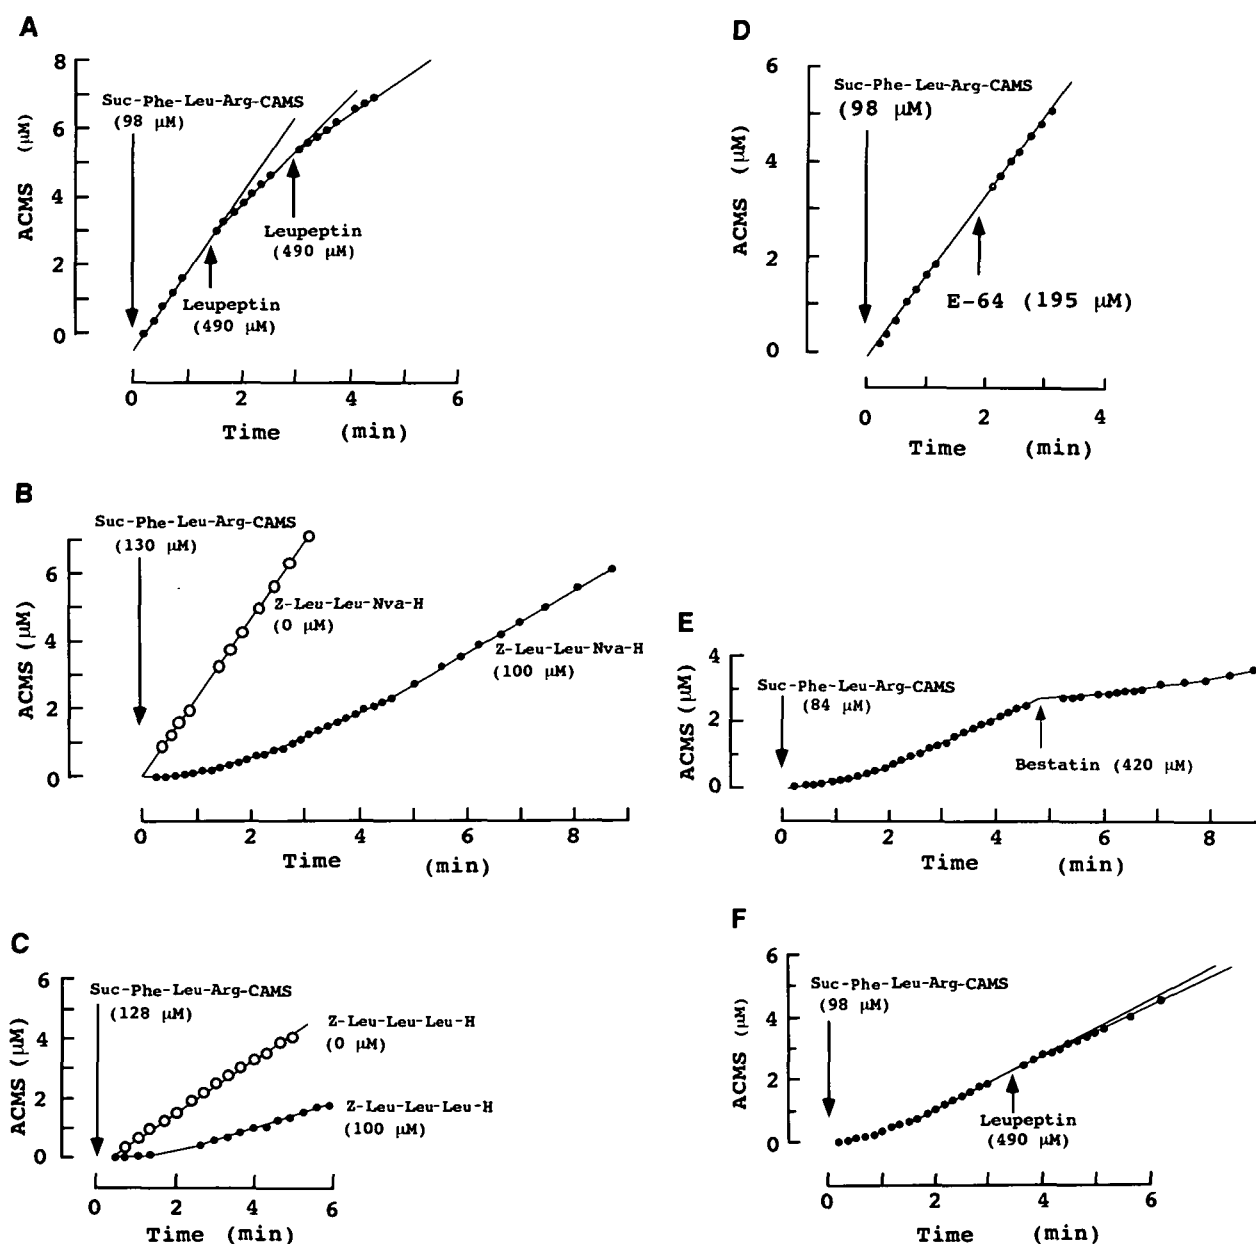 A
8
6
4
2
0
ACMS (μM)
Suc-Phe-Leu-Arg-CAMS
(98 μM)
Leupeptin
(490 μM)
Leupeptin
(490 μM)
0 2 4 6
Time (min)
D
6
4
2
0
ACMS (μM)
Suc-Phe-Leu-Arg-CAMS
(98 μM)
E-64 (195 μM)
0 2 4
Time (min)
B
6
4
2
0
ACMS (μM)
Suc-Phe-Leu-Arg-CAMS
(130 μM)
Z-Leu-Leu-Nva-H
(0 μM)
Z-Leu-Leu-Nva-H
(100 μM)
0 2 4 6 8
Time (min)
E
4
2
0
ACMS (μM)
Suc-Phe-Leu-Arg-CAMS
(84 μM)
Bestatin (420 μM)
0 2 4 6 8
Time (min)
C
6
4
2
0
ACMS (μM)
Suc-Phe-Leu-Arg-CAMS
(128 μM)
Z-Leu-Leu-Leu-H
(0 μM)
Z-Leu-Leu-Leu-H
(100 μM)
0 2 4 6
Time (min)
F
6
4
2
0
ACMS (μM)
Suc-Phe-Leu-Arg-CAMS
(98 μM)
Leupeptin
(490 μM)
0 2 4 6
Time (min)